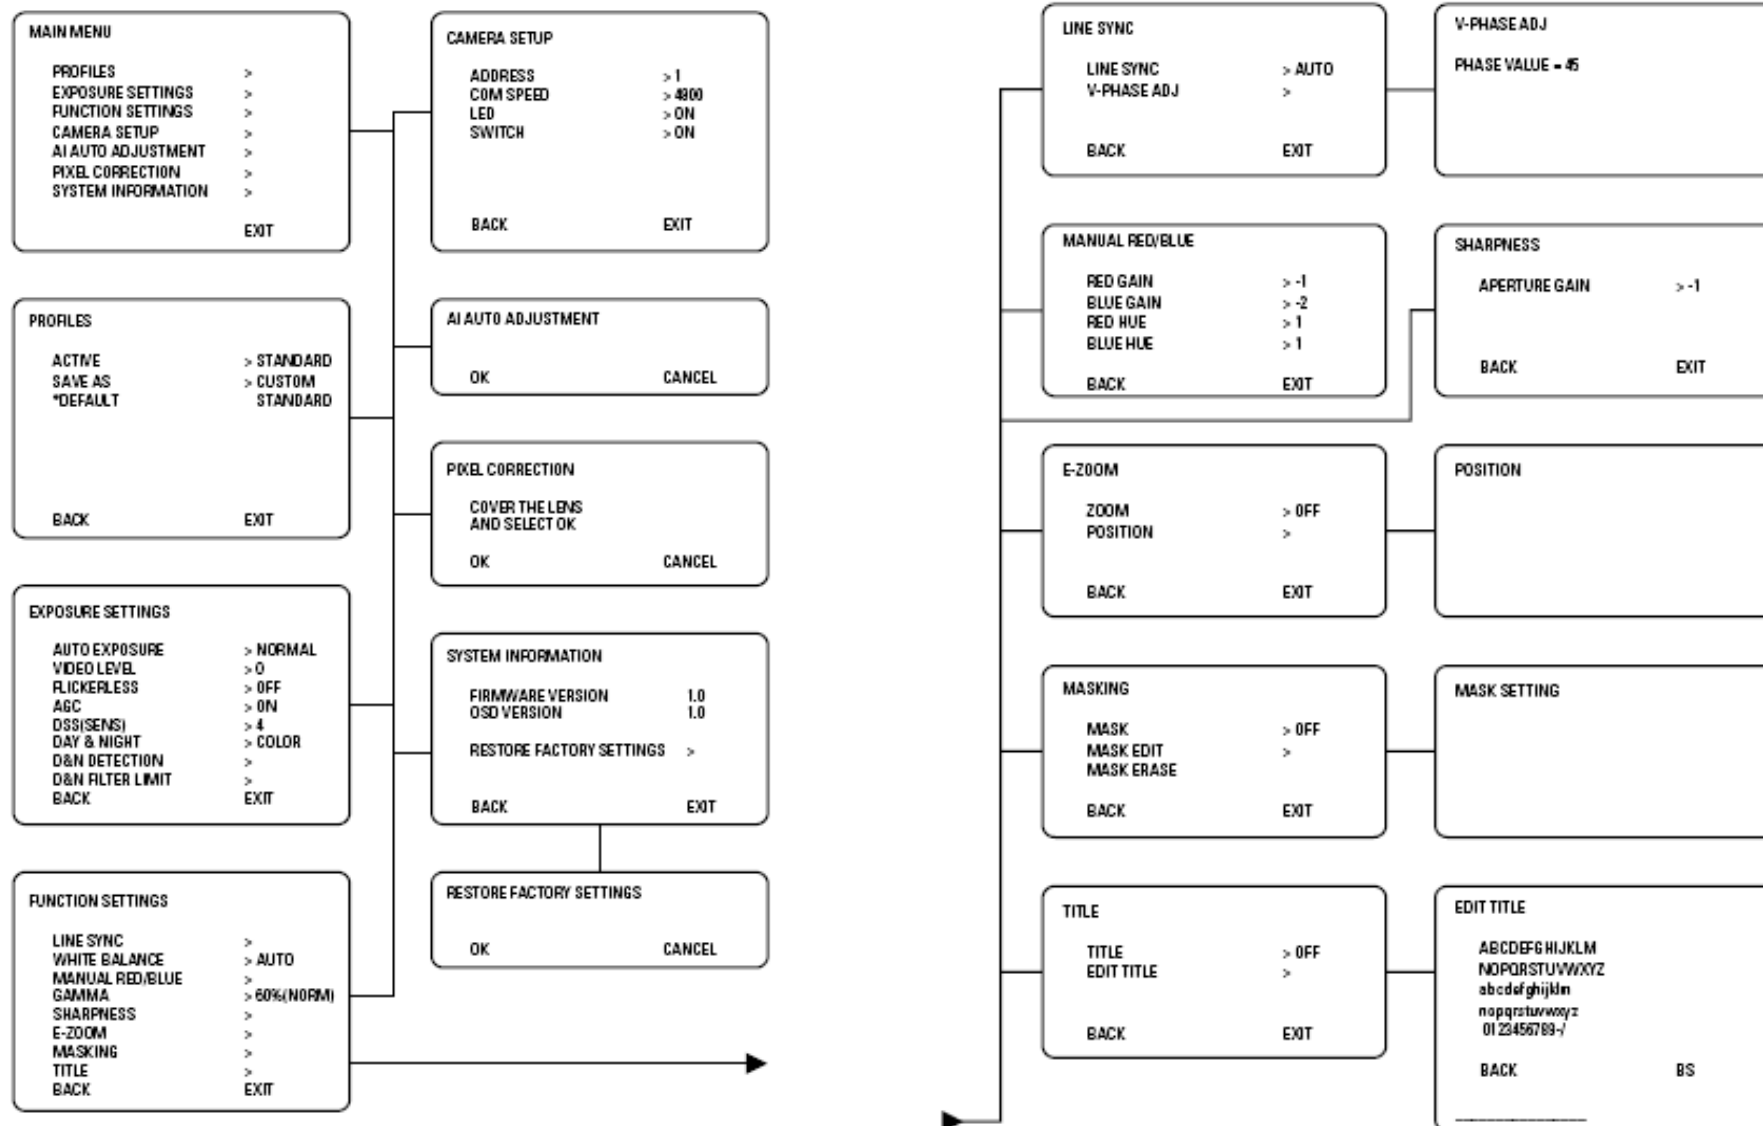 MAIN MENU
PROFILES >
EXPOSURE SETTINGS >
FUNCTION SETTINGS >
CAMERA SETUP >
AI AUTO ADJUSTMENT >
PIXEL CORRECTION >
SYSTEM INFORMATION >
EXIT
PROFILES
ACTIVE > STANDARD
SAVE AS > CUSTOM
*DEFAULT STANDARD
BACK EXIT
EXPOSURE SETTINGS
AUTO EXPOSURE > NORMAL
VIDEO LEVEL > 0
FLICKERLESS > OFF
AGC > ON
DSS(SENS) > 4
DAY & NIGHT > COLOR
D&N DETECTION >
D&N FILTER LIMIT >
BACK EXIT
FUNCTION SETTINGS
LINE SYNC >
WHITE BALANCE > AUTO
MANUAL RED/BLUE >
GAMMA > 60%(NORM)
SHARPNESS >
E-ZOOM >
MASKING >
TITLE >
BACK EXIT
CAMERA SETUP
ADDRESS > 1
COM SPEED > 4800
LED > ON
SWITCH > ON
BACK EXIT
AI AUTO ADJUSTMENT
OK CANCEL
PIXEL CORRECTION
COVER THE LENS
AND SELECT OK
OK CANCEL
SYSTEM INFORMATION
FIRMWARE VERSION 1.0
OSD VERSION 1.0
RESTORE FACTORY SETTINGS >
BACK EXIT
RESTORE FACTORY SETTINGS
OK CANCEL
LINE SYNC
LINE SYNC > AUTO
V-PHASE ADJ >
BACK EXIT
MANUAL RED/BLUE
RED GAIN > -1
BLUE GAIN > -2
RED HUE > 1
BLUE HUE > 1
BACK EXIT
E-ZOOM
ZOOM > OFF
POSITION >
BACK EXIT
MASKING
MASK > OFF
MASK EDIT >
MASK ERASE
BACK EXIT
TITLE
TITLE > OFF
EDIT TITLE >
BACK EXIT
V-PHASE ADJ
PHASE VALUE = 45
SHARPNESS
APERTURE GAIN > -1
BACK EXIT
POSITION
MASK SETTING
EDIT TITLE
ABCDEFGHIJKLM
NOPQRSTUVWXYZ
abcdefghijklm
nopqrstuvwxyz
0123456789-/
BACK BS